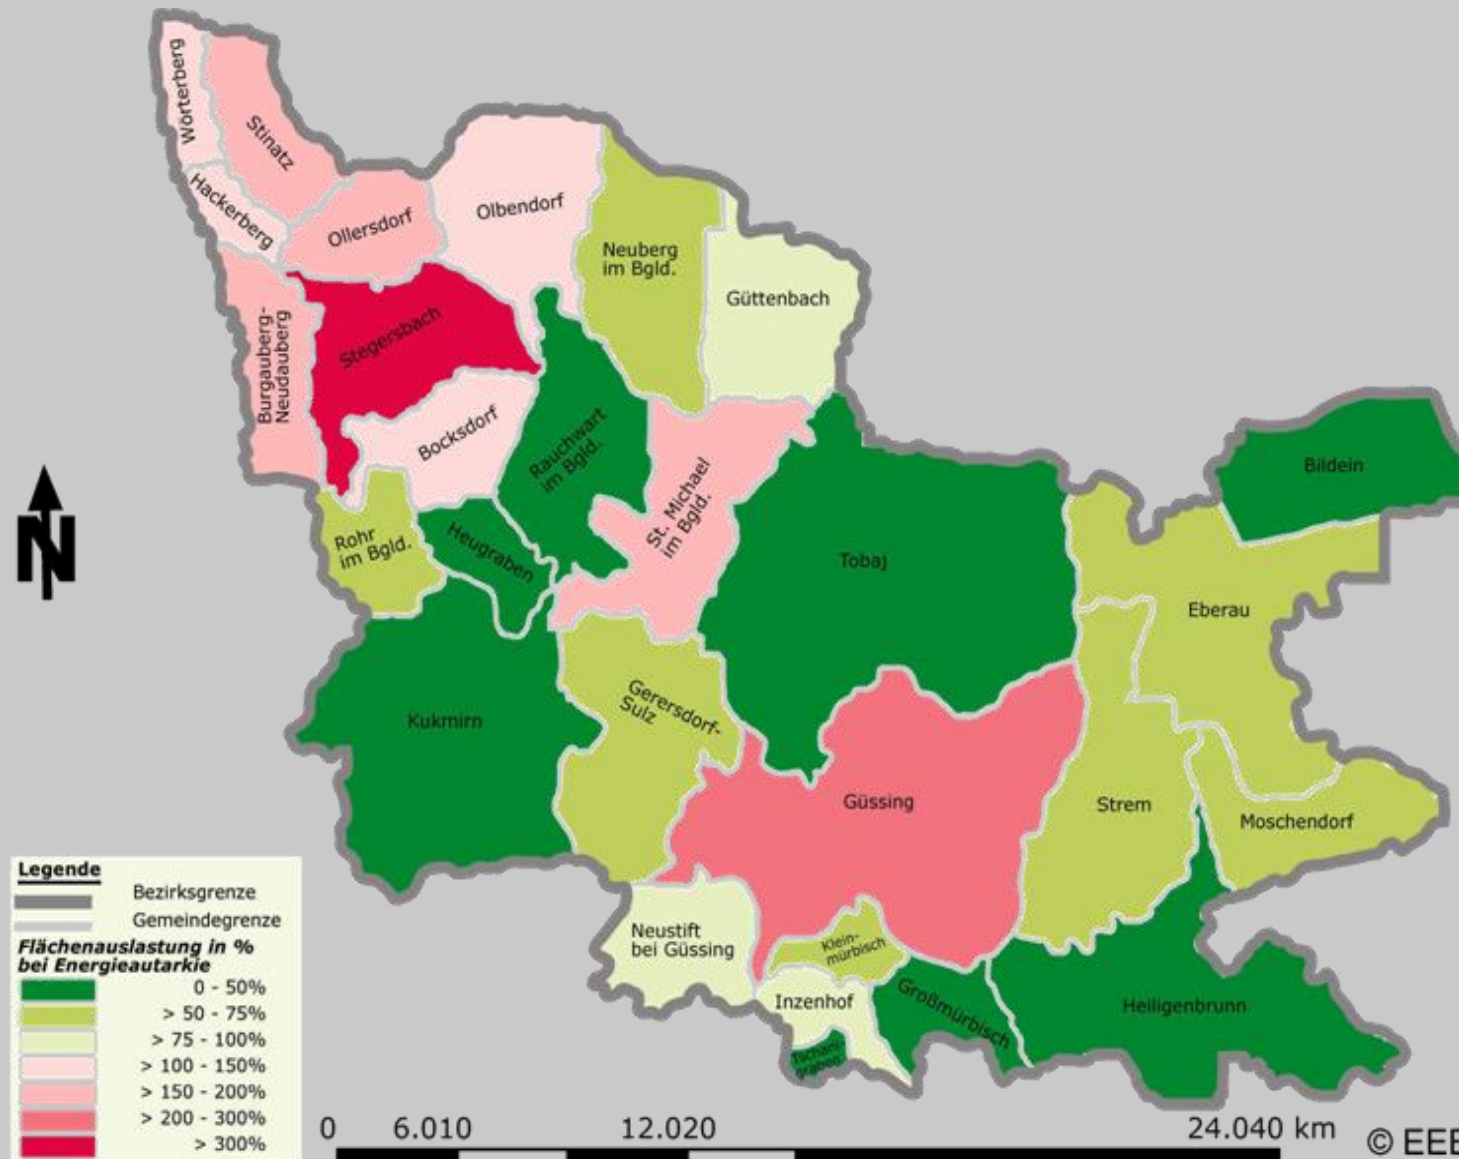 Wörterberg
Stinatz
Hackerberg
Ollersdorf
Olbendorf
Neuberg
im Bgld.
Güttenbach
Burgauberg-
Neudauberg
Stegersbach
Bocksdorf
Rauchwart
im Bgld.
St. Michael
im Bgld.
Bildein
Rohr
im Bgld.
Heugraben
Tobaj
Eberau
N
Kukmirn
Gerersdorf-
Sulz
Güssing
Strem
Moschendorf
Neustift
bei Güssing
Klein-
mürbisch
Inzenhof
Großmürbisch
Heiligenbrunn
Tschani-
graben
Legende
Bezirksgrenze
Gemeindegrenze
Flächenauslastung in %
bei Energieautarkie
0 - 50%
> 50 - 75%
> 75 - 100%
> 100 - 150%
> 150 - 200%
> 200 - 300%
> 300%
0 6.010 12.020 24.040 km
© EEE